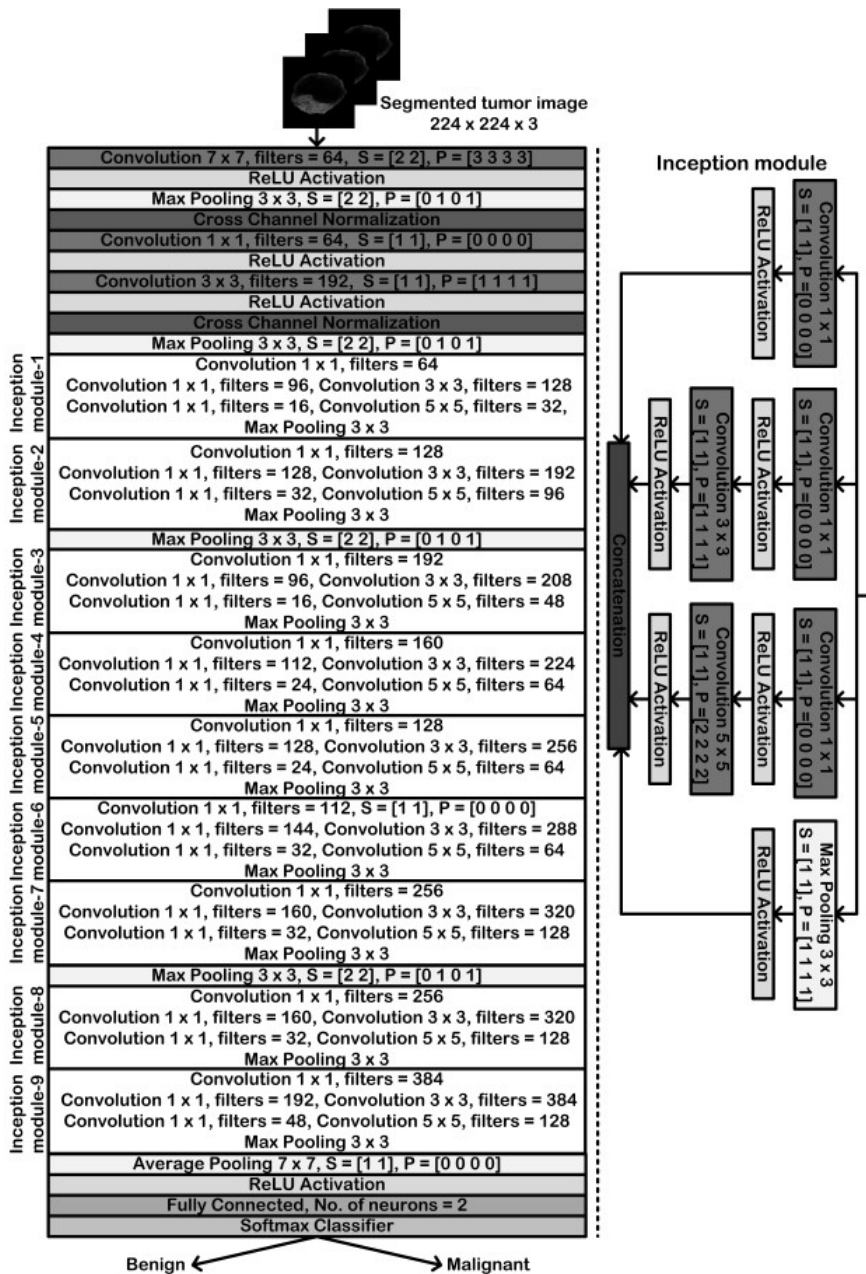 Segmented tumor image
224 x 224 x 3
Convolution 7 x 7, filters = 64, S = [2 2], P = [3 3 3 3]
ReLU Activation
Max Pooling 3 x 3, S = [2 2], P = [0 1 0 1]
Cross Channel Normalization
Convolution 1 x 1, filters = 64, S = [1 1], P = [0 0 0 0]
ReLU Activation
Convolution 3 x 3, filters = 192, S = [1 1], P = [1 1 1 1]
ReLU Activation
Cross Channel Normalization
Max Pooling 3 x 3, S = [2 2], P = [0 1 0 1]
Inception
module-1
Convolution 1 x 1, filters = 64
Convolution 1 x 1, filters = 96, Convolution 3 x 3, filters = 128
Convolution 1 x 1, filters = 16, Convolution 5 x 5, filters = 32,
Max Pooling 3 x 3
Inception
module-2
Convolution 1 x 1, filters = 128
Convolution 1 x 1, filters = 128, Convolution 3 x 3, filters = 192
Convolution 1 x 1, filters = 32, Convolution 5 x 5, filters = 96
Max Pooling 3 x 3
Max Pooling 3 x 3, S = [2 2], P = [0 1 0 1]
Inception
module-3
Convolution 1 x 1, filters = 192
Convolution 1 x 1, filters = 96, Convolution 3 x 3, filters = 208
Convolution 1 x 1, filters = 16, Convolution 5 x 5, filters = 48
Max Pooling 3 x 3
Inception
module-4
Convolution 1 x 1, filters = 160
Convolution 1 x 1, filters = 112, Convolution 3 x 3, filters = 224
Convolution 1 x 1, filters = 24, Convolution 5 x 5, filters = 64
Max Pooling 3 x 3
Inception
module-5
Convolution 1 x 1, filters = 128
Convolution 1 x 1, filters = 128, Convolution 3 x 3, filters = 256
Convolution 1 x 1, filters = 24, Convolution 5 x 5, filters = 64
Max Pooling 3 x 3
Inception
module-6
Convolution 1 x 1, filters = 112, S = [1 1], P = [0 0 0 0]
Convolution 1 x 1, filters = 144, Convolution 3 x 3, filters = 288
Convolution 1 x 1, filters = 32, Convolution 5 x 5, filters = 64
Max Pooling 3 x 3
Inception
module-7
Convolution 1 x 1, filters = 256
Convolution 1 x 1, filters = 160, Convolution 3 x 3, filters = 320
Convolution 1 x 1, filters = 32, Convolution 5 x 5, filters = 128
Max Pooling 3 x 3
Max Pooling 3 x 3, S = [2 2], P = [0 1 0 1]
Inception
module-8
Convolution 1 x 1, filters = 256
Convolution 1 x 1, filters = 160, Convolution 3 x 3, filters = 320
Convolution 1 x 1, filters = 32, Convolution 5 x 5, filters = 128
Max Pooling 3 x 3
Inception
module-9
Convolution 1 x 1, filters = 384
Convolution 1 x 1, filters = 192, Convolution 3 x 3, filters = 384
Convolution 1 x 1, filters = 48, Convolution 5 x 5, filters = 128
Max Pooling 3 x 3
Average Pooling 7 x 7, S = [1 1], P = [0 0 0 0]
ReLU Activation
Fully Connected, No. of neurons = 2
Softmax Classifier
Benign
Malignant
Inception module
Convolution 1 x 1
S = [1 1], P =[0 0 0 0]
ReLU Activation
Convolution 1 x 1
S = [1 1], P =[0 0 0 0]
ReLU Activation
Convolution 3 x 3
S = [1 1], P = [1 1 1 1]
ReLU Activation
Convolution 1 x 1
S = [1 1], P =[0 0 0 0]
ReLU Activation
Convolution 5 x 5
S = [1 1], P =[2 2 2 2]
ReLU Activation
Max Pooling 3 x 3
S = [1 1], P = [1 1 1 1]
ReLU Activation
Concatenation